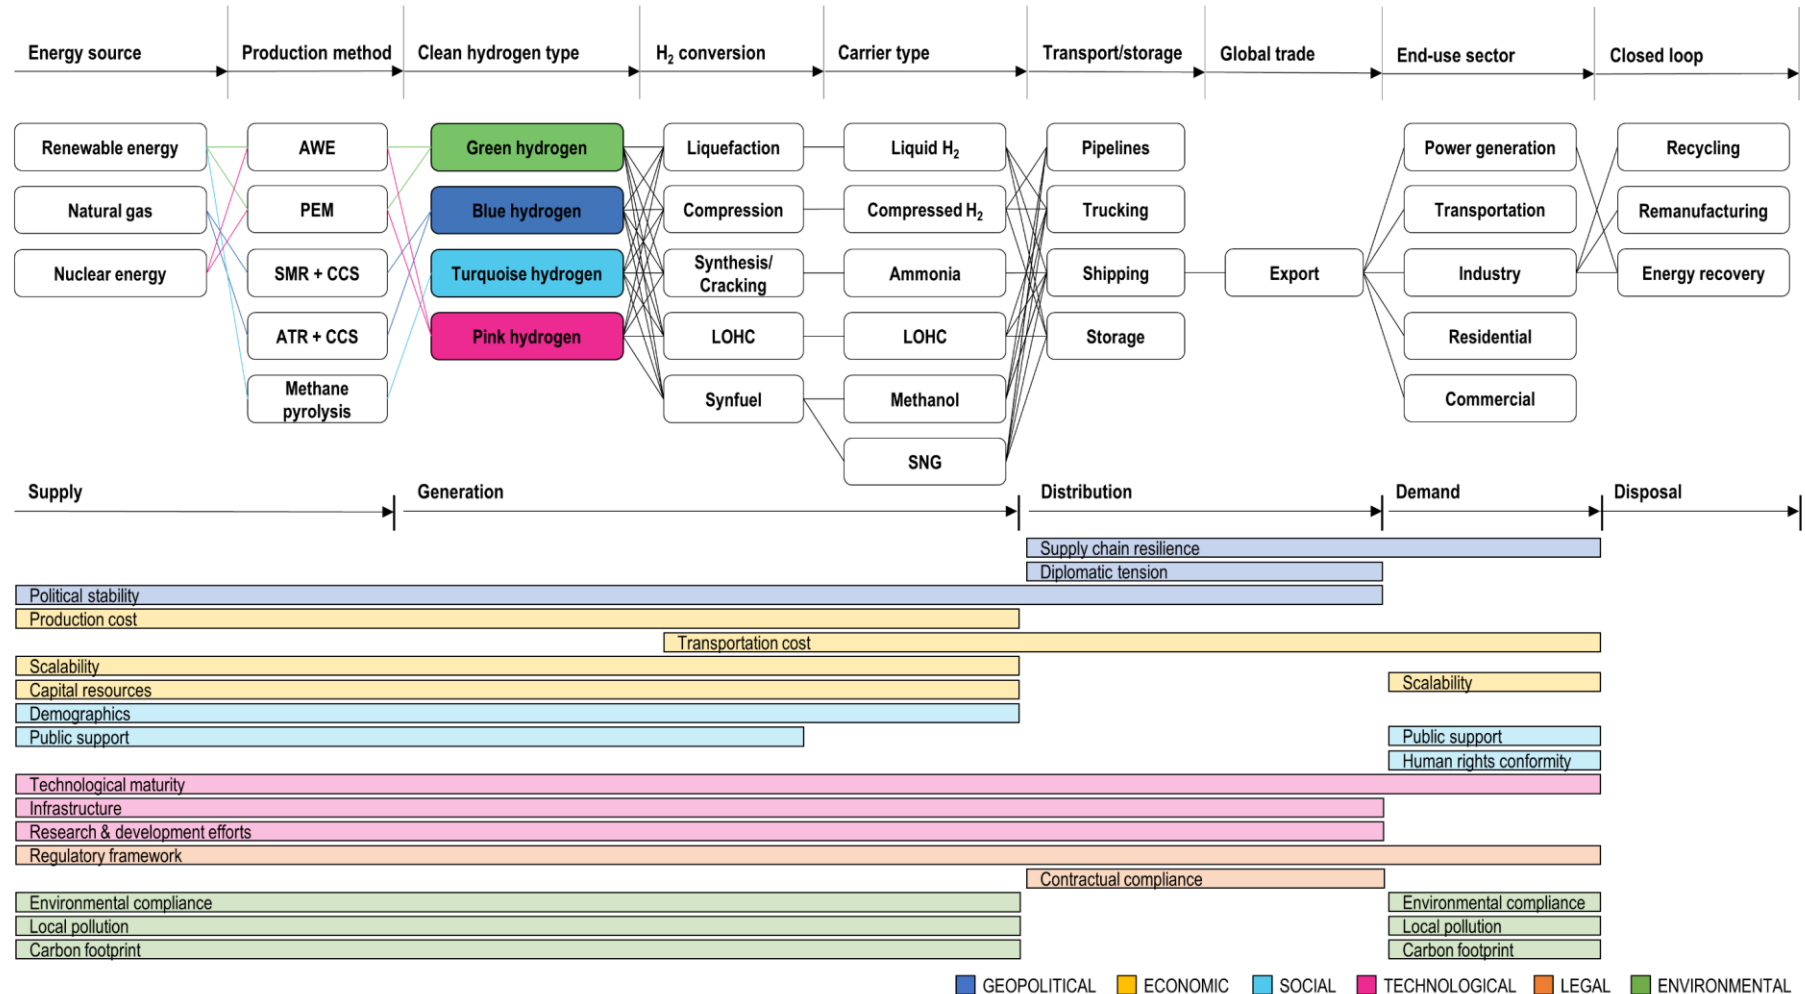 Energy source
Production method
Clean hydrogen type
H₂ conversion
Carrier type
Transport/storage
Global trade
End-use sector
Closed loop
Renewable energy
AWE
Green hydrogen
Liquefaction
Liquid H₂
Pipelines
Power generation
Recycling
Natural gas
PEM
Blue hydrogen
Compression
Compressed H₂
Trucking
Transportation
Remanufacturing
Nuclear energy
SMR + CCS
Turquoise hydrogen
Synthesis/
Cracking
Ammonia
Shipping
Export
Industry
Energy recovery
ATR + CCS
Pink hydrogen
LOHC
LOHC
Storage
Residential
Methane
pyrolysis
Synfuel
Methanol
Commercial
SNG
Supply
Generation
Distribution
Demand
Disposal
Supply chain resilience
Diplomatic tension
Political stability
Production cost
Transportation cost
Scalability
Capital resources
Scalability
Demographics
Public support
Public support
Human rights conformity
Technological maturity
Infrastructure
Research & development efforts
Regulatory framework
Contractual compliance
Environmental compliance
Environmental compliance
Local pollution
Local pollution
Carbon footprint
Carbon footprint
GEOPOLITICAL
ECONOMIC
SOCIAL
TECHNOLOGICAL
LEGAL
ENVIRONMENTAL